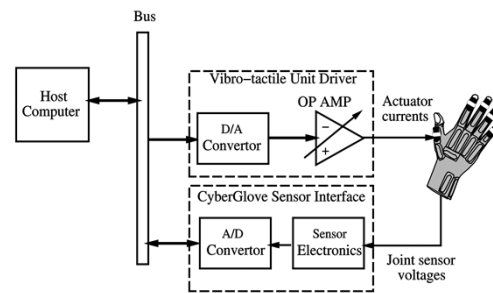 Bus
Vibro-tactile Unit Driver
OP AMP
Actuator
currents
Host
Computer
D/A
Convertor
−
+
CyberGlove Sensor Interface
A/D
Convertor
Sensor
Electronics
Joint sensor
voltages